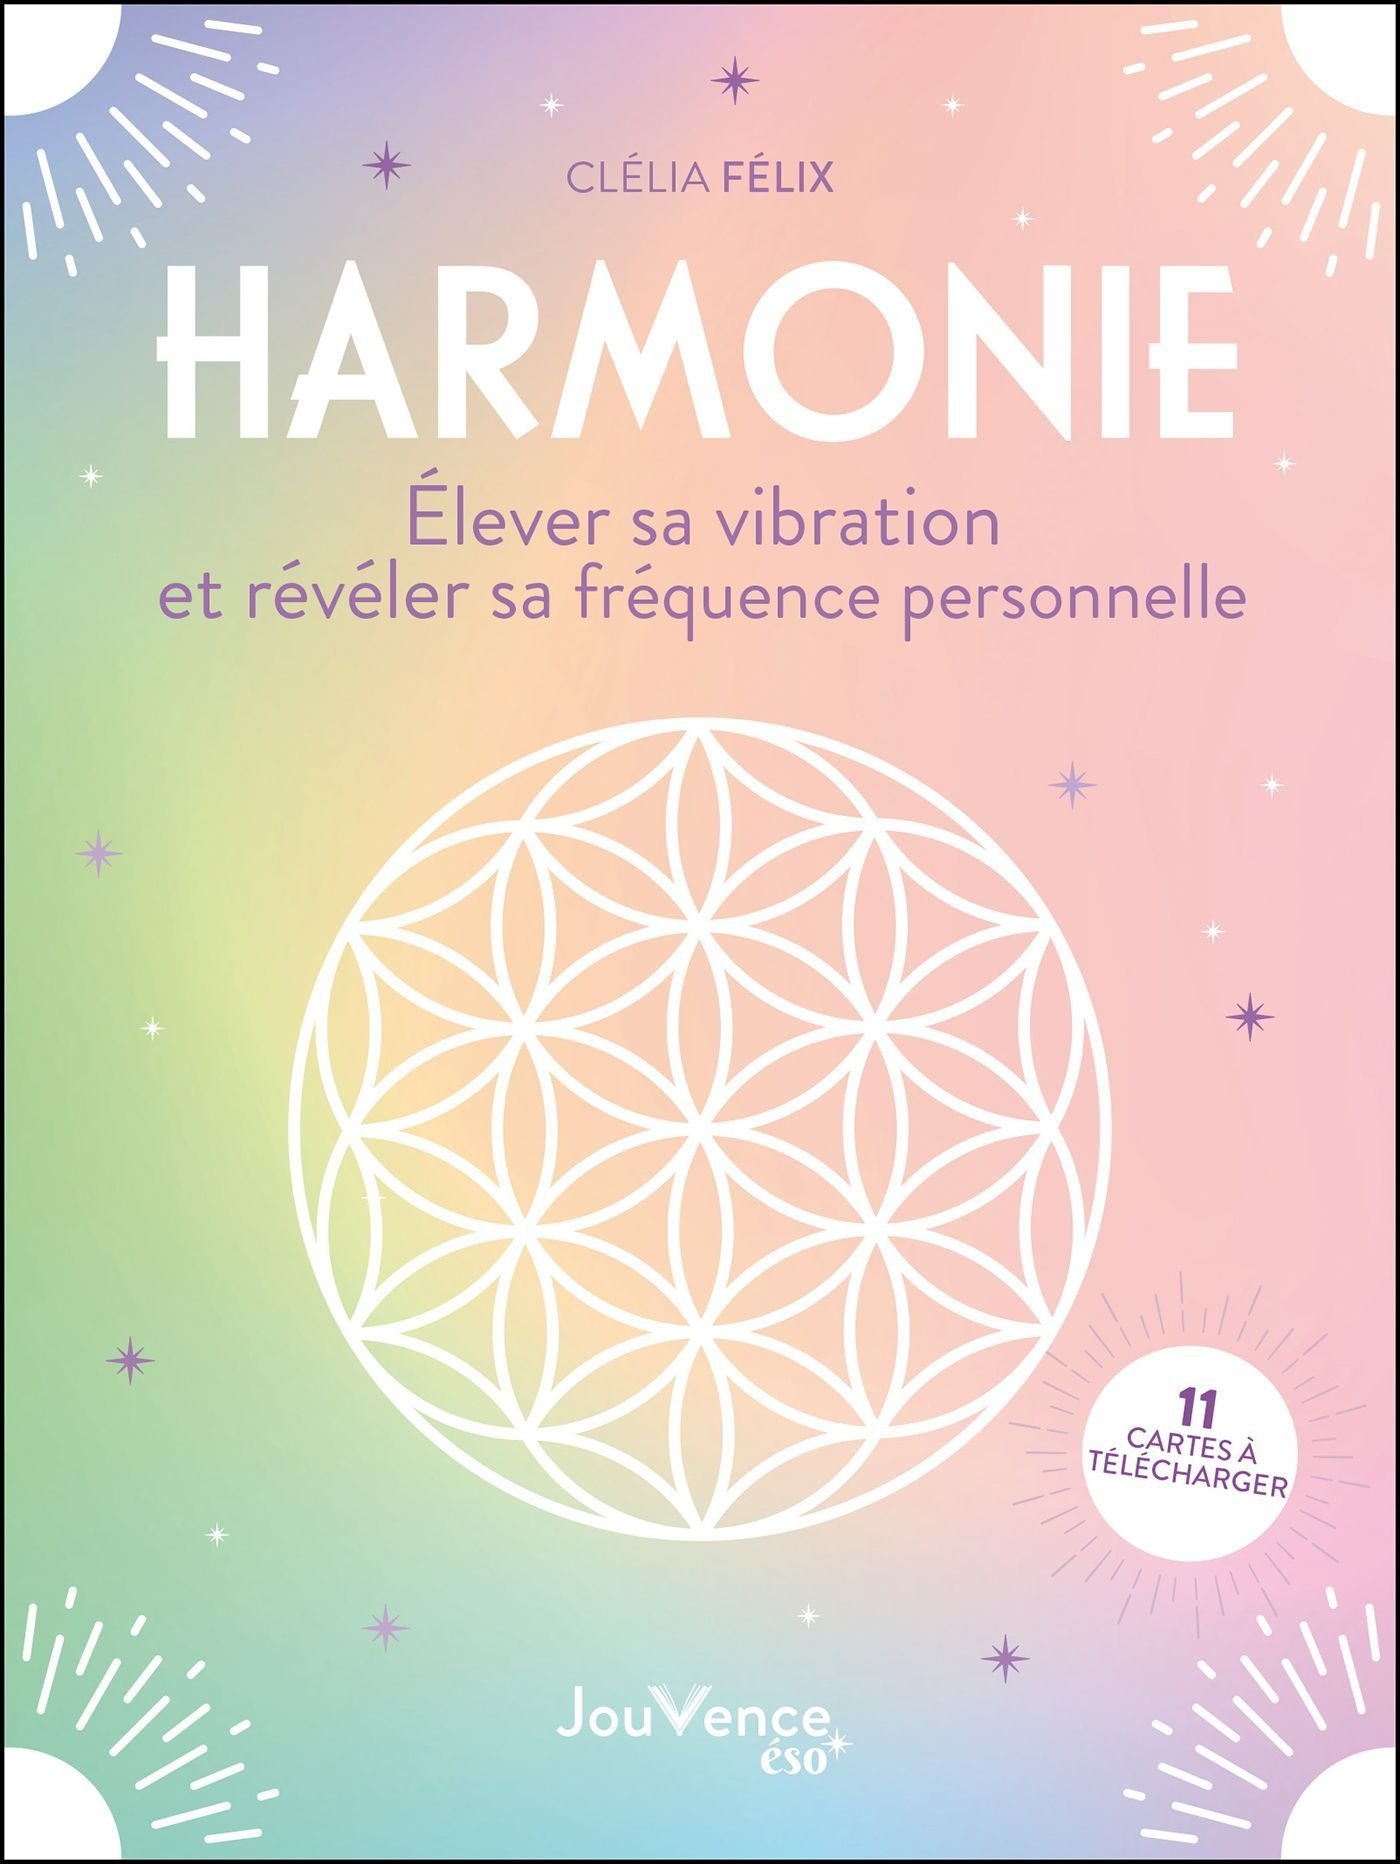 CLÉLIA FÉLIX
HARMONIE
Élever sa vibration
et révéler sa fréquence personnelle
11
CARTES À
TÉLÉCHARGER
JouVence
éso